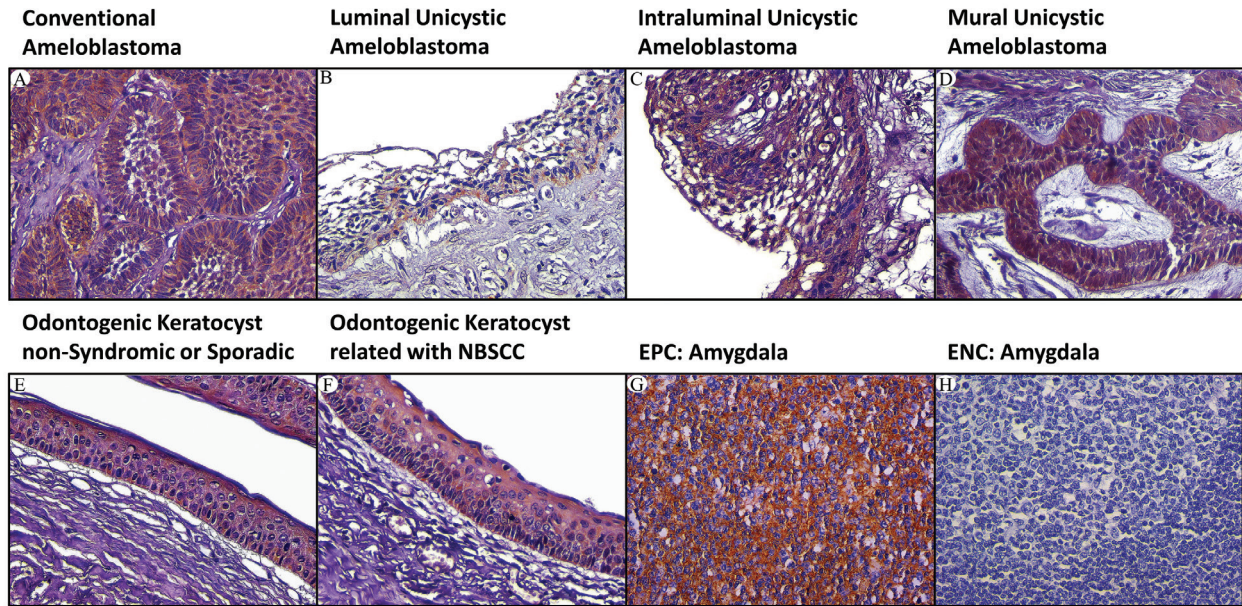 Conventional
Ameloblastoma
Luminal Unicystic
Ameloblastoma
Intraluminal Unicystic
Ameloblastoma
Mural Unicystic
Ameloblastoma
A
B
C
D
Odontogenic Keratocyst
non-Syndromic or Sporadic
Odontogenic Keratocyst
related with NBSCC
EPC: Amygdala
ENC: Amygdala
E
F
G
H